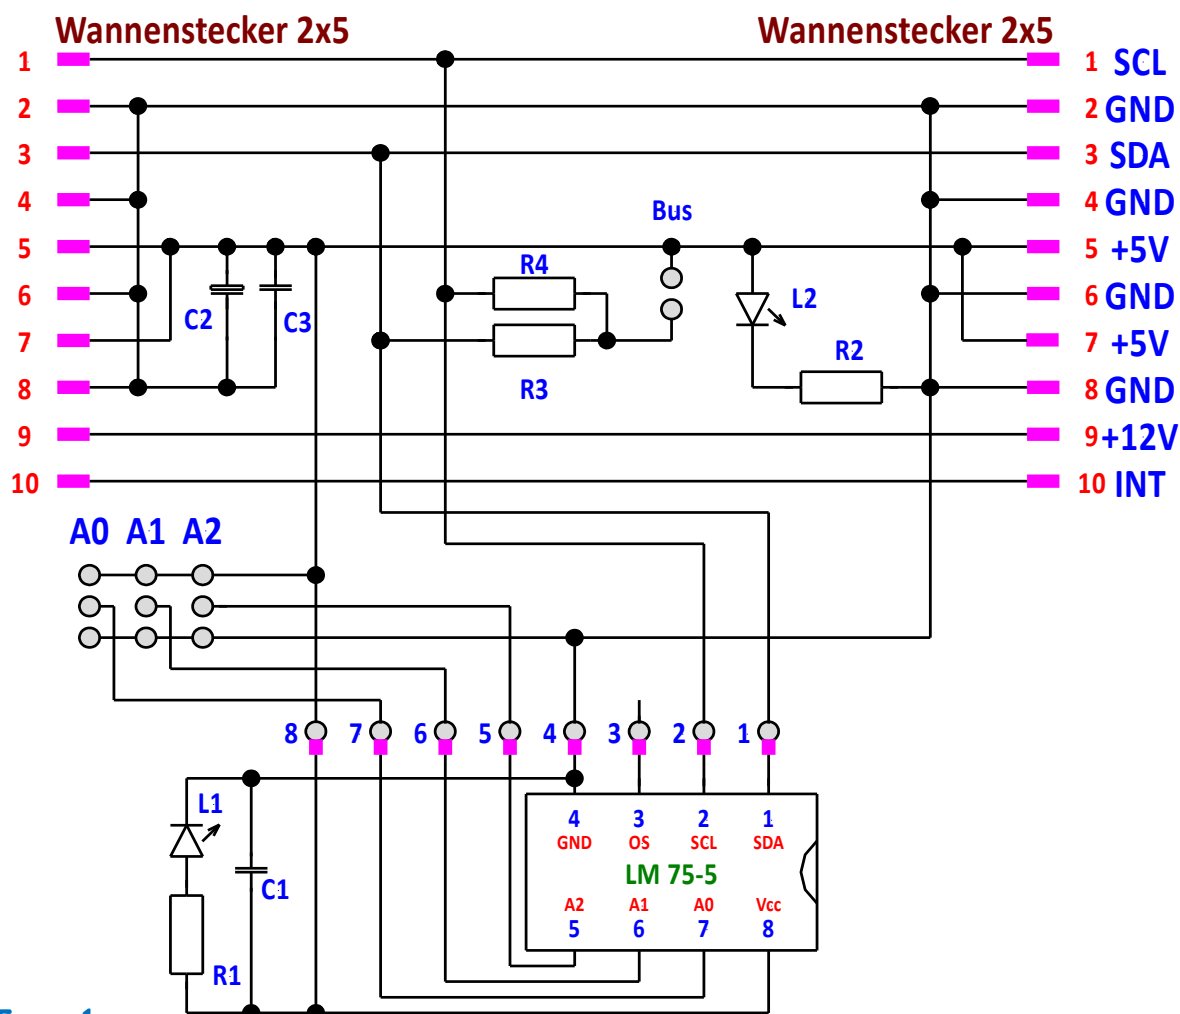 Wannenstecker 2x5 Wannenstecker 2x5
1 1 SCL
2 2 GND
3 3 SDA
4 4 GND
Bus
5 5 +5V
R4
6 6 GND
L2
C2 C3
7 7 +5V
R2
8 8 GND
R3
9 9 +12V
10 10 INT
A0 A1 A2
8 7 6 5 4 3 2 1
L1
4 3 2 1
GND OS SCL SDA
LM 75-5
C1
A2 A1 A0 Vcc
5 6 7 8
R1